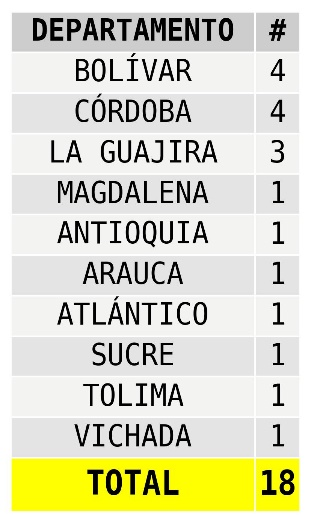 DEPARTAMENTO #
BOLÍVAR 4
CÓRDOBA 4
LA GUAJIRA 3
MAGDALENA 1
ANTIOQUIA 1
ARAUCA 1
ATLÁNTICO 1
SUCRE 1
TOLIMA 1
VICHADA 1
TOTAL 18